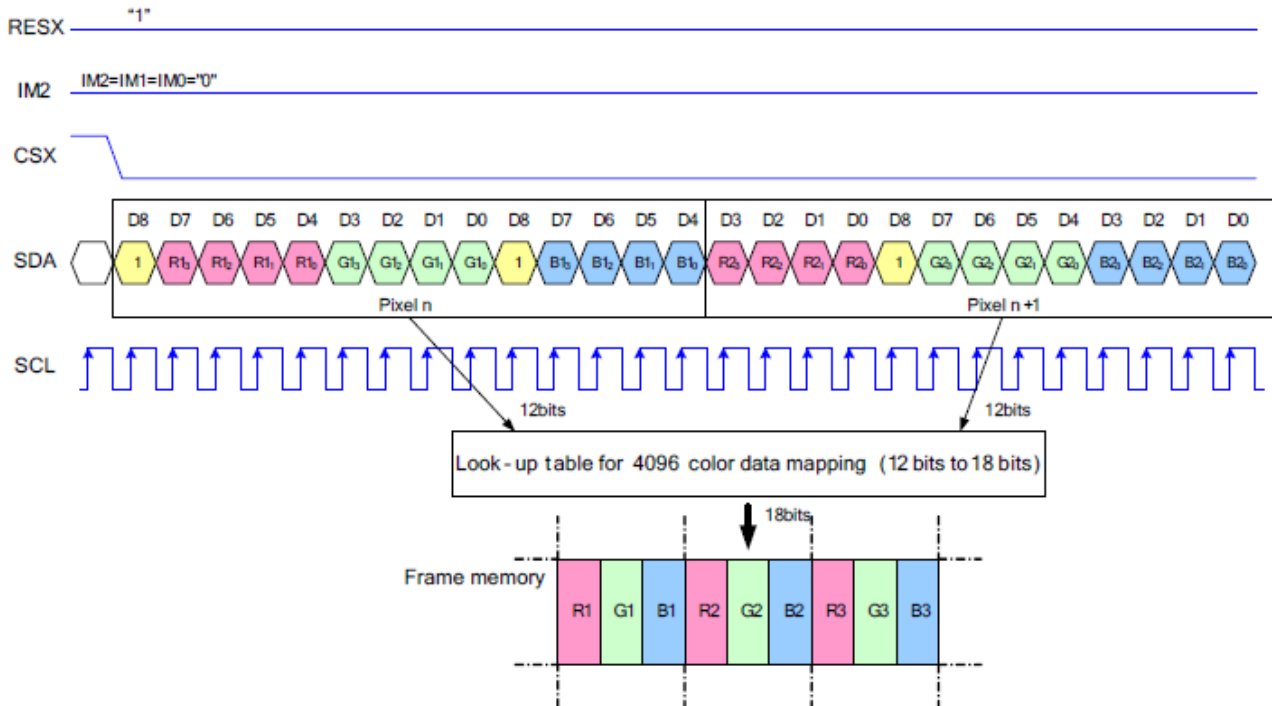 "1"
RESX
IM2=IM1=IM0="0"
IM2
CSX
D8 D7 D6 D5 D4 D3 D2 D1 D0 D8 D7 D6 D5 D4 D3 D2 D1 D0 D8 D7 D6 D5 D4 D3 D2 D1 D0
SDA 1 R1₃ R1₂ R1₁ R1₀ G1₃ G1₂ G1₁ G1₀ 1 B1₃ B1₂ B1₁ B1₀ R2₃ R2₂ R2₁ R2₀ 1 G2₃ G2₂ G2₁ G2₀ B2₃ B2₂ B2₁ B2₀
Pixel n Pixel n +1
SCL
12bits 12bits
Look-up table for 4096 color data mapping (12 bits to 18 bits)
18bits
Frame memory
R1 G1 B1 R2 G2 B2 R3 G3 B3